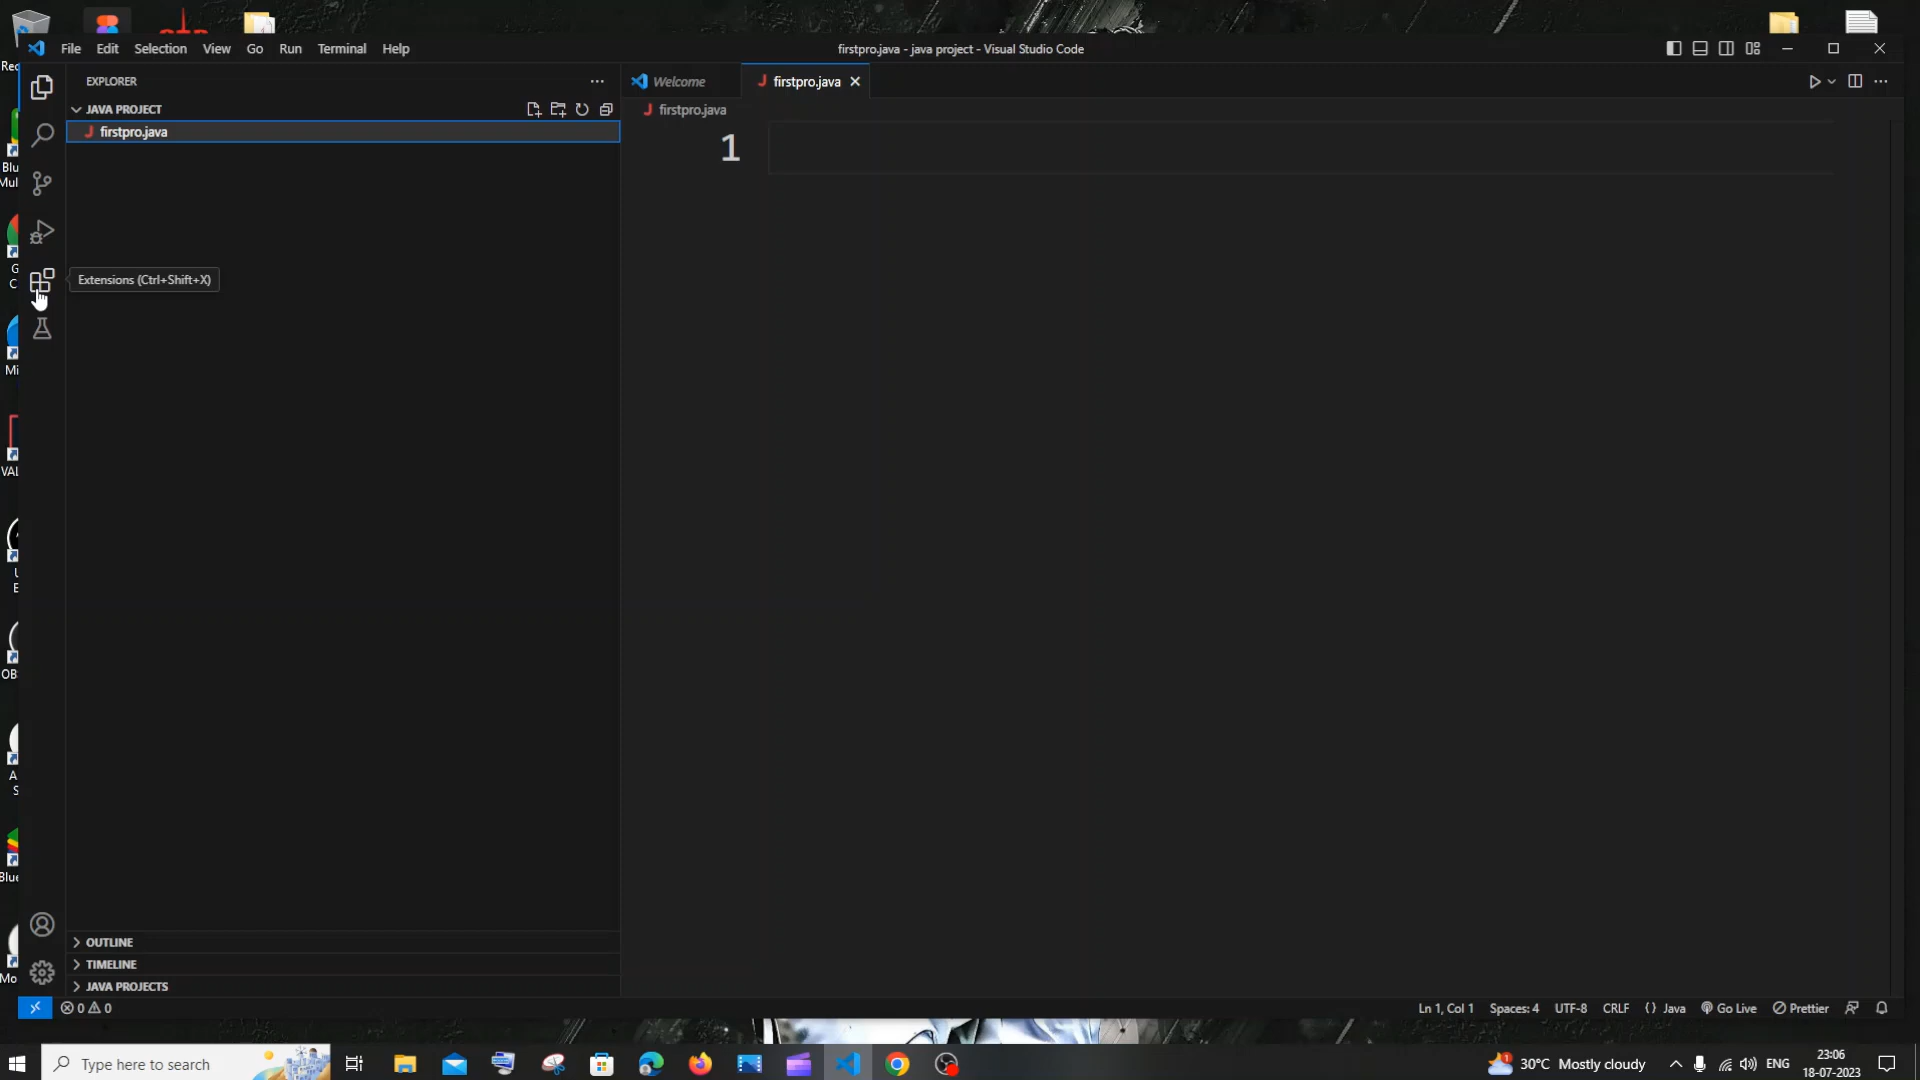 File Edit Selection View Go Run Terminal Help
firstpro.java - java project - Visual Studio Code
EXPLORER
Welcome
firstpro.java
JAVA PROJECT
firstpro.java
firstpro.java
1
Extensions (Ctrl+Shift+X)
OUTLINE
TIMELINE
JAVA PROJECTS
0 0
Ln 1, Col 1 Spaces: 4 UTF-8 CRLF {} Java Go Live Prettier
Type here to search
1
30°C Mostly cloudy
ENG
23:06
18-07-2023